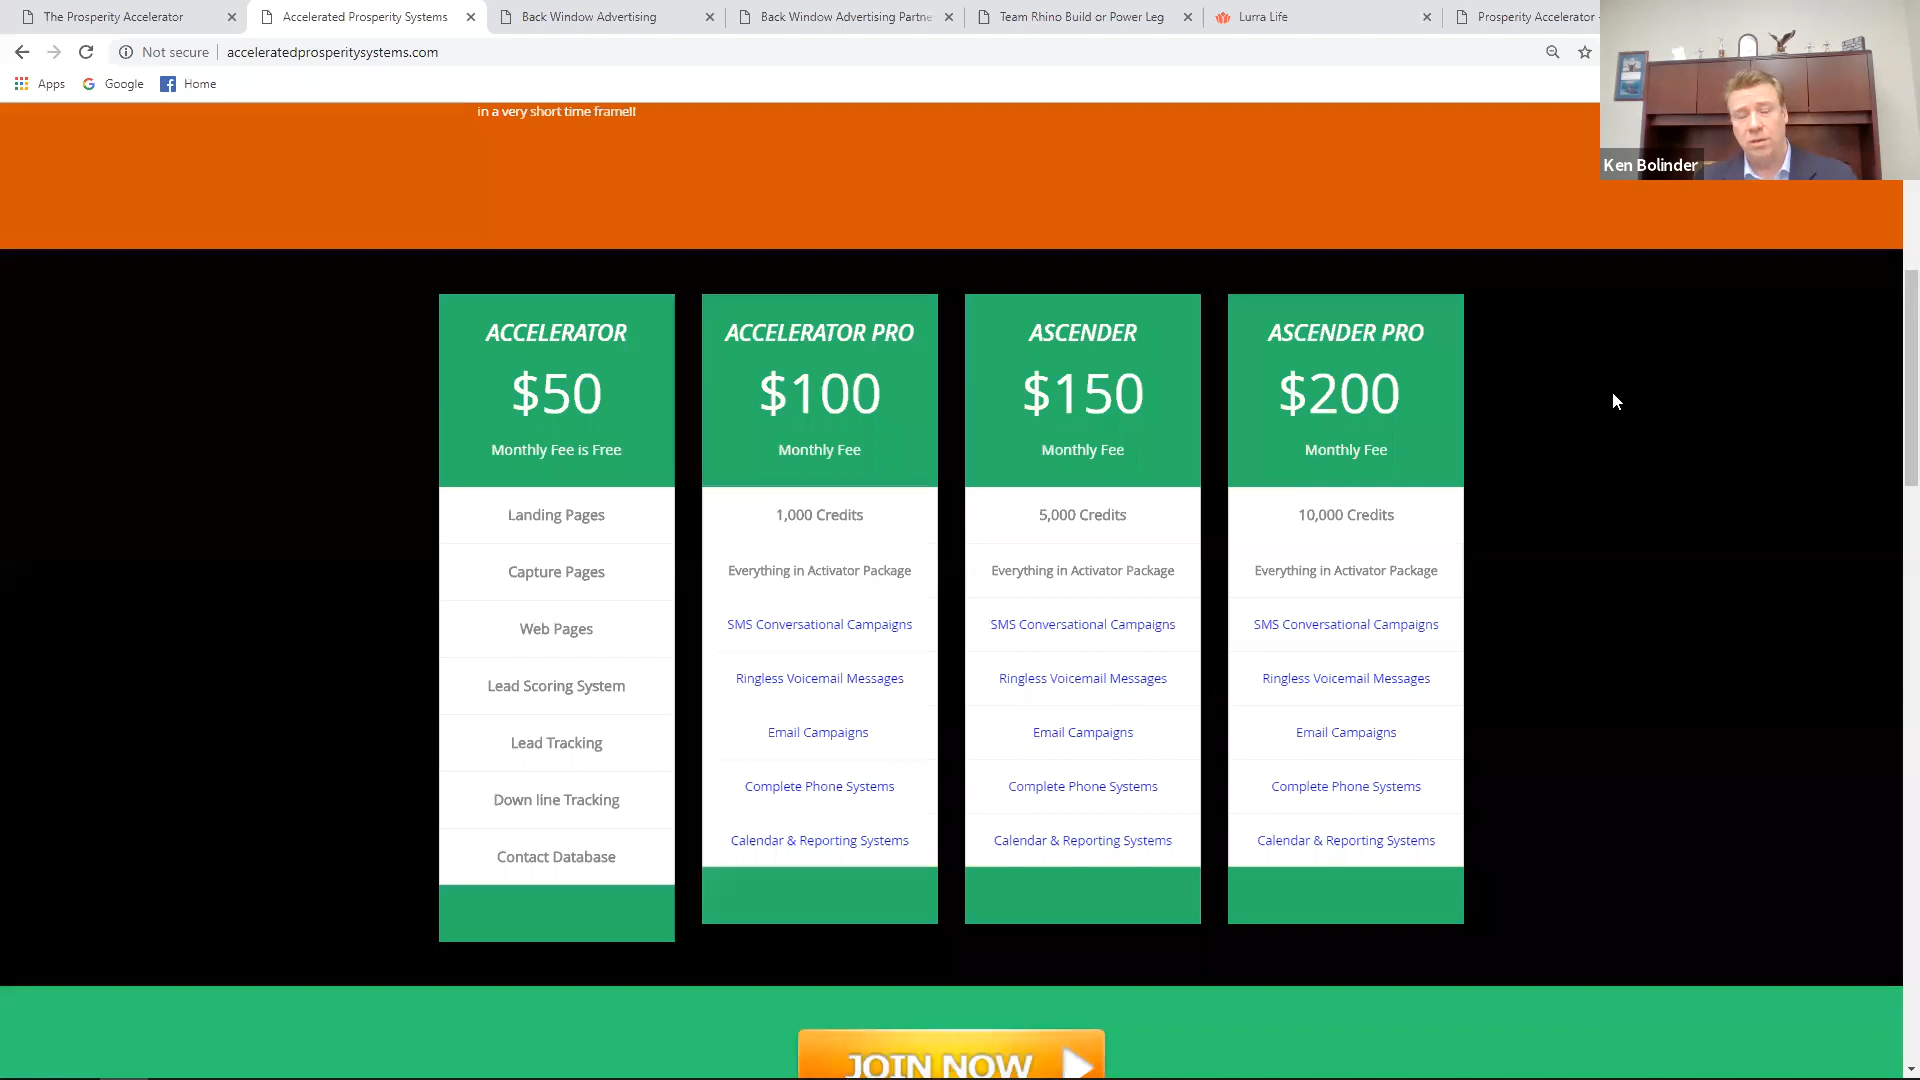 The Prosperity Accelerator
Accelerated Prosperity Systems
Back Window Advertising
Back Window Advertising Partne
Team Rhino Build or Power Leg
Lurra Life
Prosperity Accelerator
Not secure
acceleratedprosperitysystems.com
Apps
Google
Home
Ken Bolinder
in a very short time frame!!
ACCELERATOR
$50
Monthly Fee is Free
Landing Pages
Capture Pages
Web Pages
Lead Scoring System
Lead Tracking
Down line Tracking
Contact Database
ACCELERATOR PRO
$100
Monthly Fee
1,000 Credits
Everything in Activator Package
SMS Conversational Campaigns
Ringless Voicemail Messages
Email Campaigns
Complete Phone Systems
Calendar & Reporting Systems
ASCENDER
$150
Monthly Fee
5,000 Credits
Everything in Activator Package
SMS Conversational Campaigns
Ringless Voicemail Messages
Email Campaigns
Complete Phone Systems
Calendar & Reporting Systems
ASCENDER PRO
$200
Monthly Fee
10,000 Credits
Everything in Activator Package
SMS Conversational Campaigns
Ringless Voicemail Messages
Email Campaigns
Complete Phone Systems
Calendar & Reporting Systems
JOIN NOW